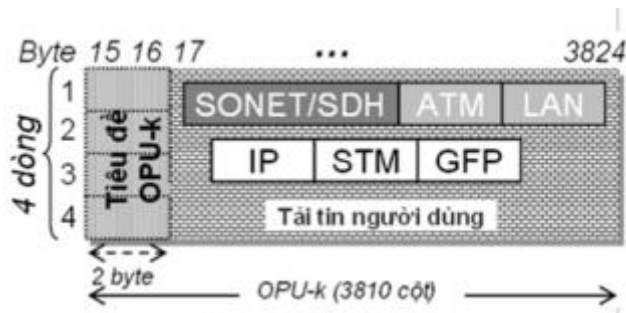 Byte 15 16 17 ... 3824
4 dòng
1
2
3
4
Tiêu đề
OPU-k
SONET/SDH ATM LAN
IP STM GFP
Tải tin người dùng
2 byte
OPU-k (3810 cột)